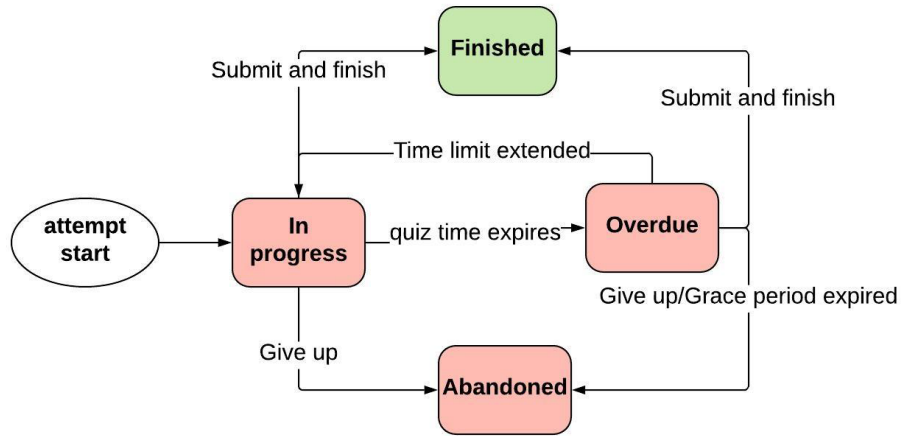 Finished
Submit and finish
Submit and finish
Time limit extended
attempt
start
In
progress
quiz time expires
Overdue
Give up/Grace period expired
Give up
Abandoned